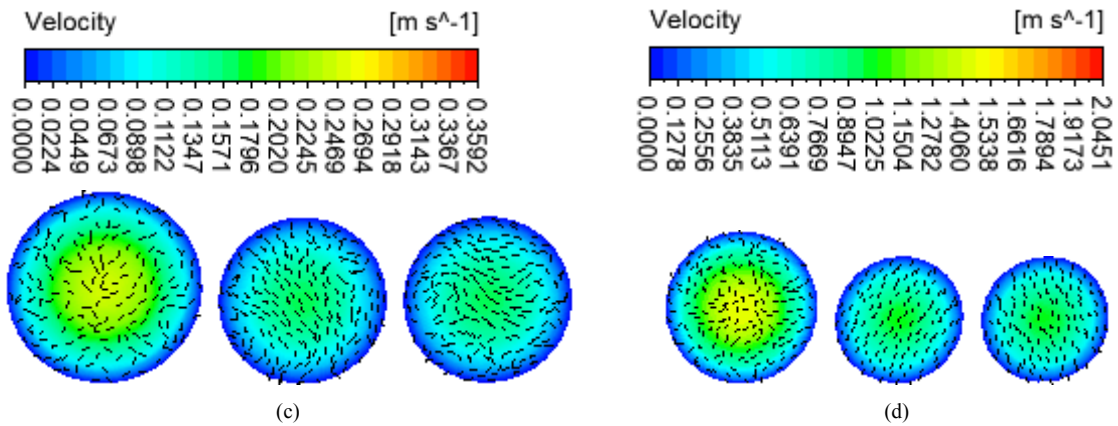 Velocity [m s^-1]
0.0000 0.0224 0.0449 0.0673 0.0898 0.1122 0.1347 0.1571 0.1796 0.2020 0.2245 0.2469 0.2694 0.2918 0.3143 0.3367 0.3592
(c)
Velocity [m s^-1]
0.0000 0.1278 0.2556 0.3835 0.5113 0.6391 0.7669 0.8947 1.0225 1.1504 1.2782 1.4060 1.5338 1.6616 1.7894 1.9173 2.0451
(d)